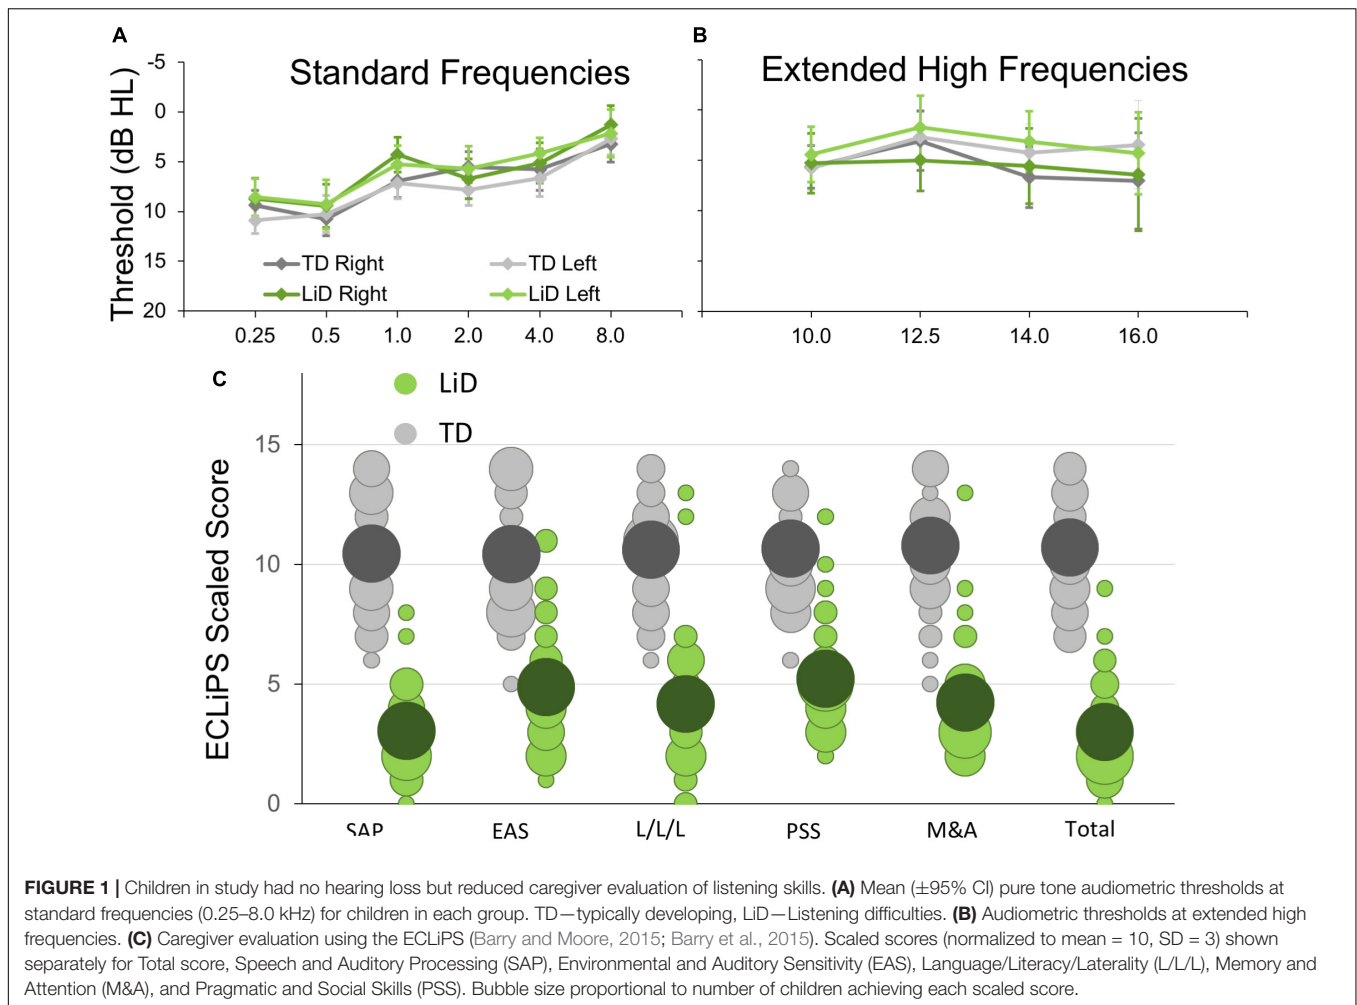 A
B
Standard Frequencies
Extended High Frequencies
Threshold (dB HL)
-5
0
5
10
15
20
TD Right
TD Left
LiD Right
LiD Left
0.25 0.5 1.0 2.0 4.0 8.0
10.0 12.5 14.0 16.0
C
LiD
TD
ECLiPS Scaled Score
15
10
5
0
SAP EAS L/L/L PSS M&A Total
FIGURE 1 | Children in study had no hearing loss but reduced caregiver evaluation of listening skills. (A) Mean (±95% CI) pure tone audiometric thresholds at
standard frequencies (0.25–8.0 kHz) for children in each group. TD—typically developing, LiD—Listening difficulties. (B) Audiometric thresholds at extended high
frequencies. (C) Caregiver evaluation using the ECLiPS (Barry and Moore, 2015; Barry et al., 2015). Scaled scores (normalized to mean = 10, SD = 3) shown
separately for Total score, Speech and Auditory Processing (SAP), Environmental and Auditory Sensitivity (EAS), Language/Literacy/Laterality (L/L/L), Memory and
Attention (M&A), and Pragmatic and Social Skills (PSS). Bubble size proportional to number of children achieving each scaled score.